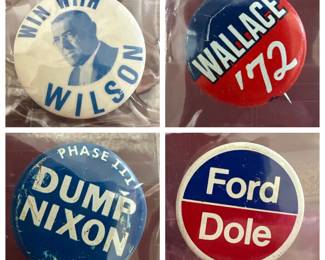 WIN WITH
WILSON
WALLACE
'72
PHASE III
DUMP
NIXON
Ford
Dole